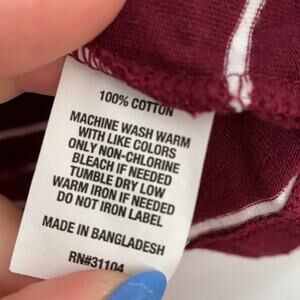 100% COTTON
MACHINE WASH WARM
WITH LIKE COLORS
ONLY NON-CHLORINE
BLEACH IF NEEDED
TUMBLE DRY LOW
WARM IRON IF NEEDED
DO NOT IRON LABEL
MADE IN BANGLADESH
RN#31104